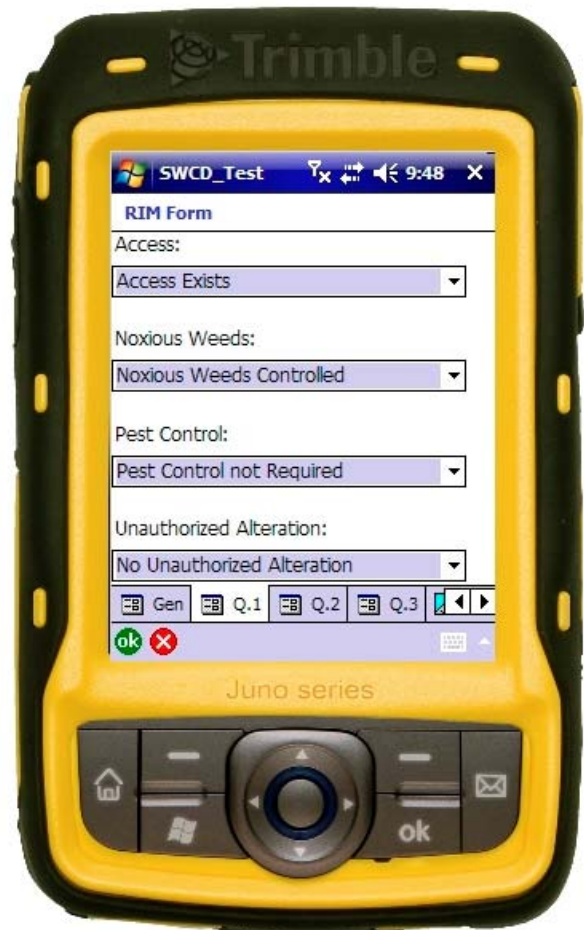 Trimble
SWCD_Test 9:48
RIM Form
Access:
Access Exists
Noxious Weeds:
Noxious Weeds Controlled
Pest Control:
Pest Control not Required
Unauthorized Alteration:
No Unauthorized Alteration
Gen Q.1 Q.2 Q.3
ok
Juno series
ok